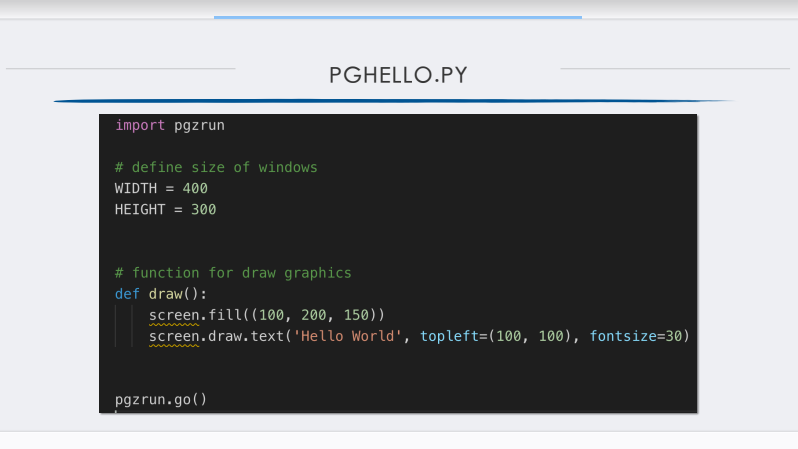 PGHELLO.PY
import pgzrun
# define size of windows
WIDTH = 400
HEIGHT = 300
# function for draw graphics
def draw():
screen.fill((100, 200, 150))
screen.draw.text('Hello World', topleft=(100, 100), fontsize=30)
pgzrun.go()